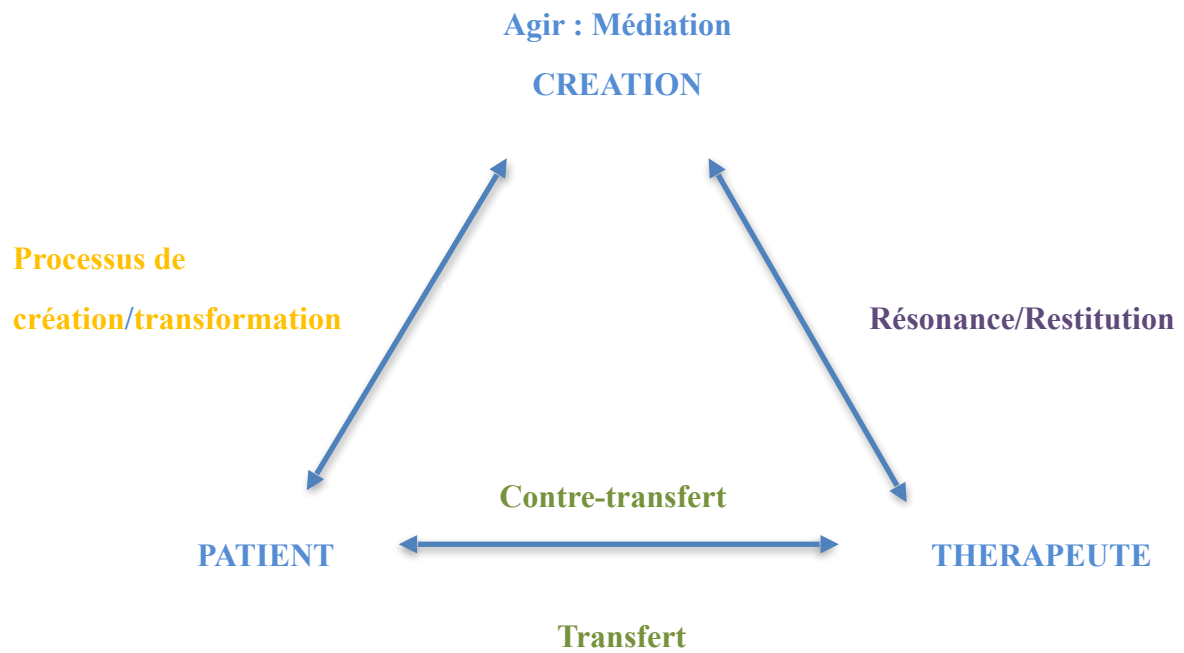 Agir : Médiation
CREATION
Processus de
création/transformation
Résonance/Restitution
Contre-transfert
PATIENT
THERAPEUTE
Transfert